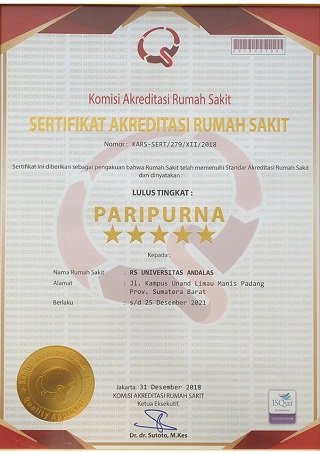 Komisi Akreditasi Rumah Sakit
SERTIFIKAT AKREDITASI RUMAH SAKIT
Nomor: KARS-SERT/279/XII/2018
Sertifikat ini diberikan sebagai pengakuan bahwa Rumah Sakit telah memenuhi Standar Akreditasi Rumah Sakit
dan dinyatakan :
LULUS TINGKAT :
PARIPURNA
Kepada :
Nama Rumah Sakit : RS UNIVERSITAS ANDALAS
Alamat : Jl. Kampus Unand Limau Manis Padang
Prov. Sumatera Barat
Berlaku : s/d 25 Desember 2021
Jakarta, 31 Desember 2018
KOMISI AKREDITASI RUMAH SAKIT
Ketua Eksekutif,
Dr. dr. Sutoto, M.Kes
ISQua